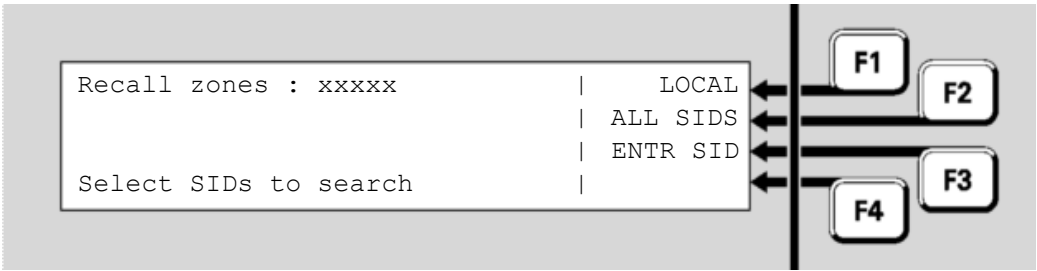 Recall zones : xxxxx | LOCAL
| ALL SIDS
| ENTR SID
Select SIDs to search |
F1
F2
F3
F4